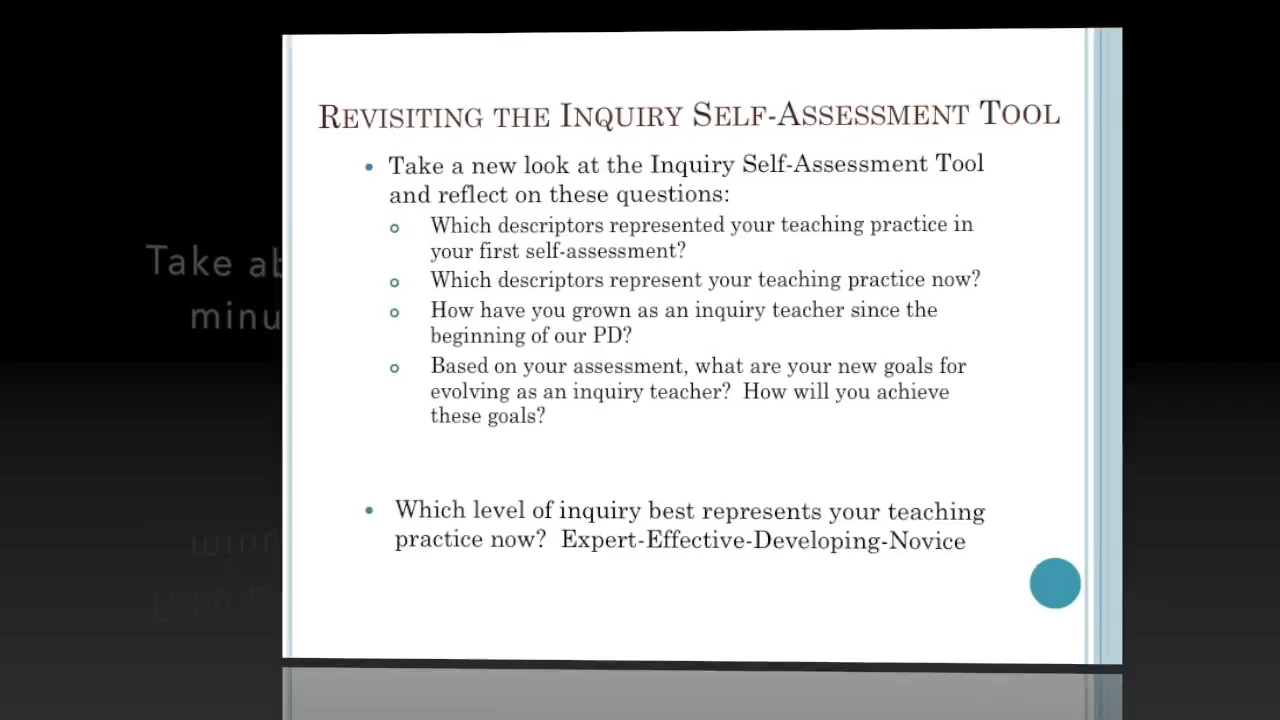 REVISITING THE INQUIRY SELF-ASSESSMENT TOOL
• Take a new look at the Inquiry Self-Assessment Tool
and reflect on these questions:
o Which descriptors represented your teaching practice in
your first self-assessment?
o Which descriptors represent your teaching practice now?
o How have you grown as an inquiry teacher since the
beginning of our PD?
o Based on your assessment, what are your new goals for
evolving as an inquiry teacher? How will you achieve
these goals?
• Which level of inquiry best represents your teaching
practice now? Expert-Effective-Developing-Novice
Take